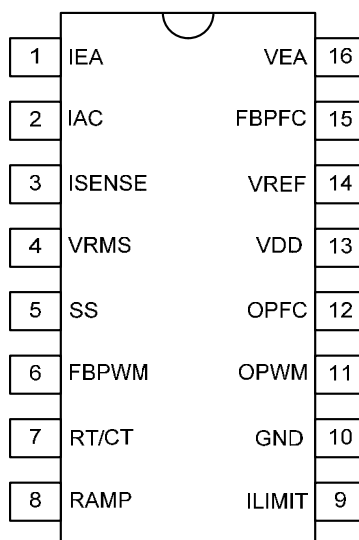 1 IEA VEA 16
2 IAC FBPFC 15
3 ISENSE VREF 14
4 VRMS VDD 13
5 SS OPFC 12
6 FBPWM OPWM 11
7 RT/CT GND 10
8 RAMP ILIMIT 9